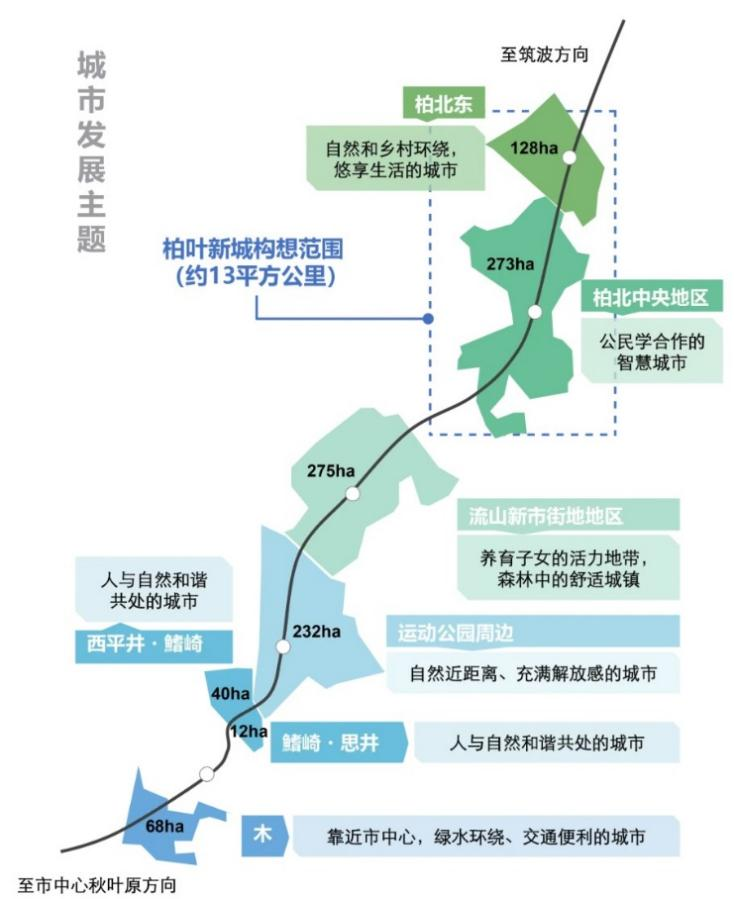 城市发展主题
至筑波方向
柏北东
自然和乡村环绕，
悠享生活的城市
128ha
柏叶新城构想范围
（约13平方公里）
273ha
柏北中央地区
公民学合作的
智慧城市
275ha
流山新市街地地区
养育子女的活力地带，
森林中的舒适城镇
人与自然和谐
共处的城市
西平井·鰭崎
232ha
运动公园周边
自然近距离、充满解放感的城市
40ha
12ha
鰭崎·思井
人与自然和谐共处的城市
68ha
木
靠近市中心，绿水环绕、交通便利的城市
至市中心秋叶原方向